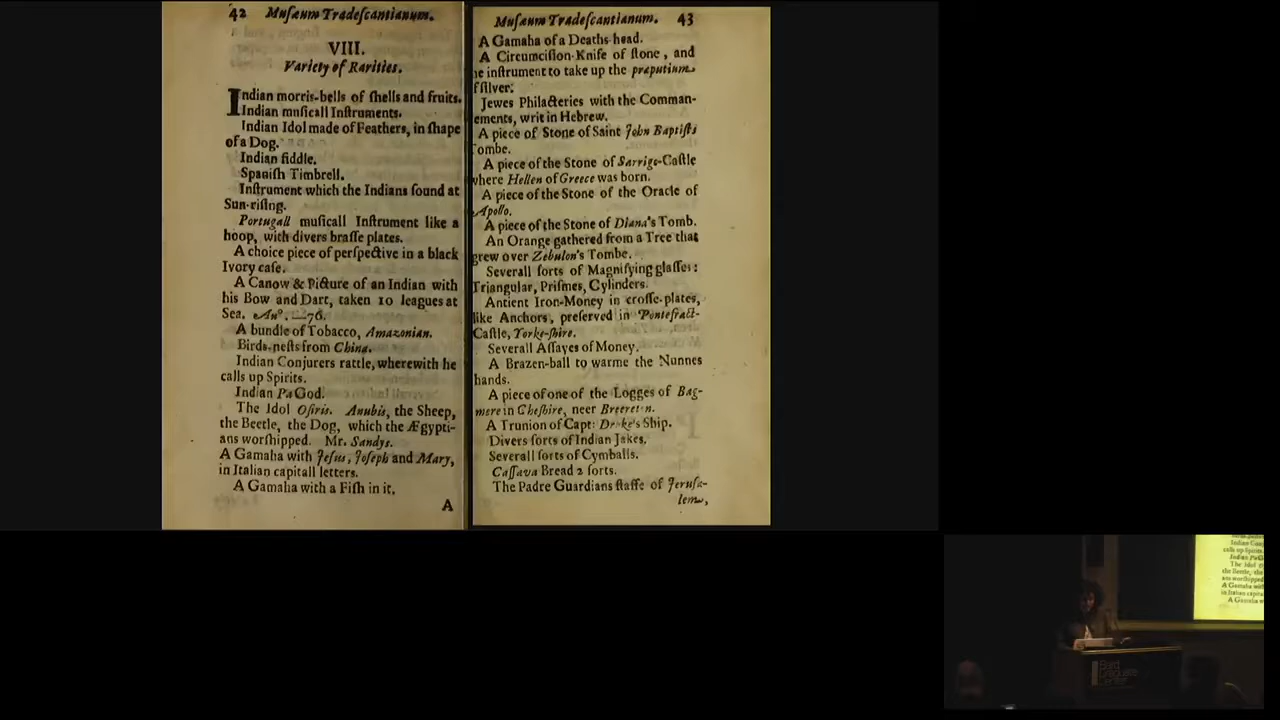 42 Muſæum Tradeſcantianum.
VIII.
Variety of Rarities.
Indian morris-bells of ſhells and fruits.
Indian muſicall Inſtruments.
Indian Idol made of Feathers, in ſhape
of a Dog.
Indian fiddle.
Spaniſh Timbrell.
Inſtrument which the Indians ſound at
Sun-riſing.
Portugall muſicall Inſtrument like a
hoop, with divers braſſe plates.
A choice piece of perſpective in a black
Ivory caſe.
A Canow & Picture of an Indian with
his Bow and Dart, taken 10 leagues at
Sea. Anº. —76.
A bundle of Tobacco, Amazonian.
Birds-neſts from China.
Indian Conjurers rattle, wherewith he
calls up Spirits.
Indian PaGod.
The Idol Oſiris. Anubis, the Sheep,
the Beetle, the Dog, which the Ægypti-
ans worſhipped. Mr. Sandys.
A Gamaha with Jeſus, Joſeph and Mary,
in Italian capitall letters.
A Gamaha with a Fiſh in it.
A
Muſæum Tradeſcantianum. 43
A Gamaha of a Deaths-head.
A Circumciſion-Knife of ſtone, and
e inſtrument to take up the præputium
f ſilver.
Jewes Philacteries with the Comman-
ements, writ in Hebrew.
A piece of Stone of Saint John Baptiſts
Tombe.
A piece of the Stone of Sarrigo-Caſtle
where Hellen of Greece was born.
A piece of the Stone of the Oracle of
Apollo.
A piece of the Stone of Diana's Tomb.
An Orange gathered from a Tree that
grew over Zebulon's Tombe.
Severall ſorts of Magnifying glaſſes:
Triangular, Priſmes, Cylinders.
Antient Iron-Money in croſſe-plates,
like Anchors, preſerved in Pontefract-
Caſtle, Yorke-ſhire.
Severall Aſſayes of Money.
A Brazen-ball to warme the Nunnes
hands.
A piece of one of the Logges of Bag-
mere in Cheſhire, neer Breereton.
A Trunion of Capt: Drake's Ship.
Divers ſorts of Indian Jakes.
Severall ſorts of Cymballs.
Caſſava Bread 2 ſorts.
The Padre Guardians ſtaffe of Jeruſa-
lem,
Bard
Graduate
Center